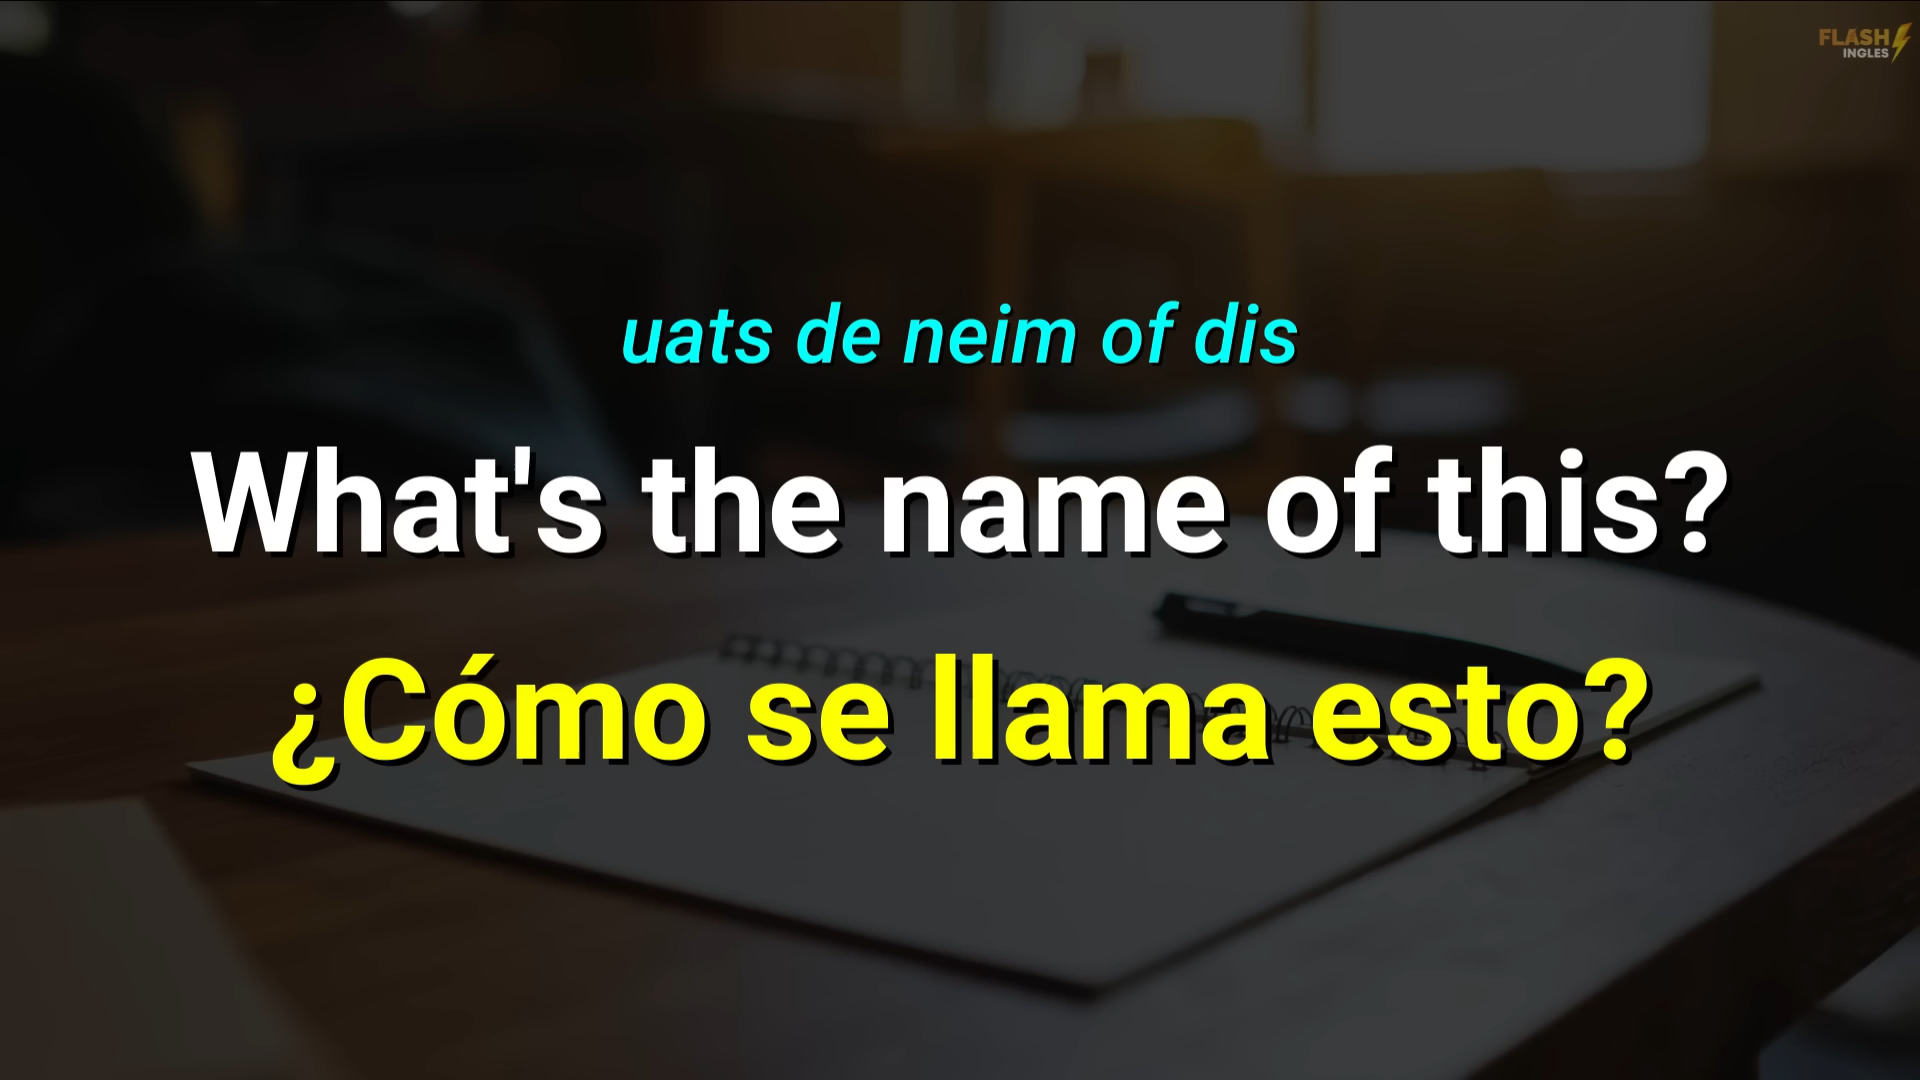 FLASH
INGLES
uats de neim of dis
What's the name of this?
¿Cómo se llama esto?